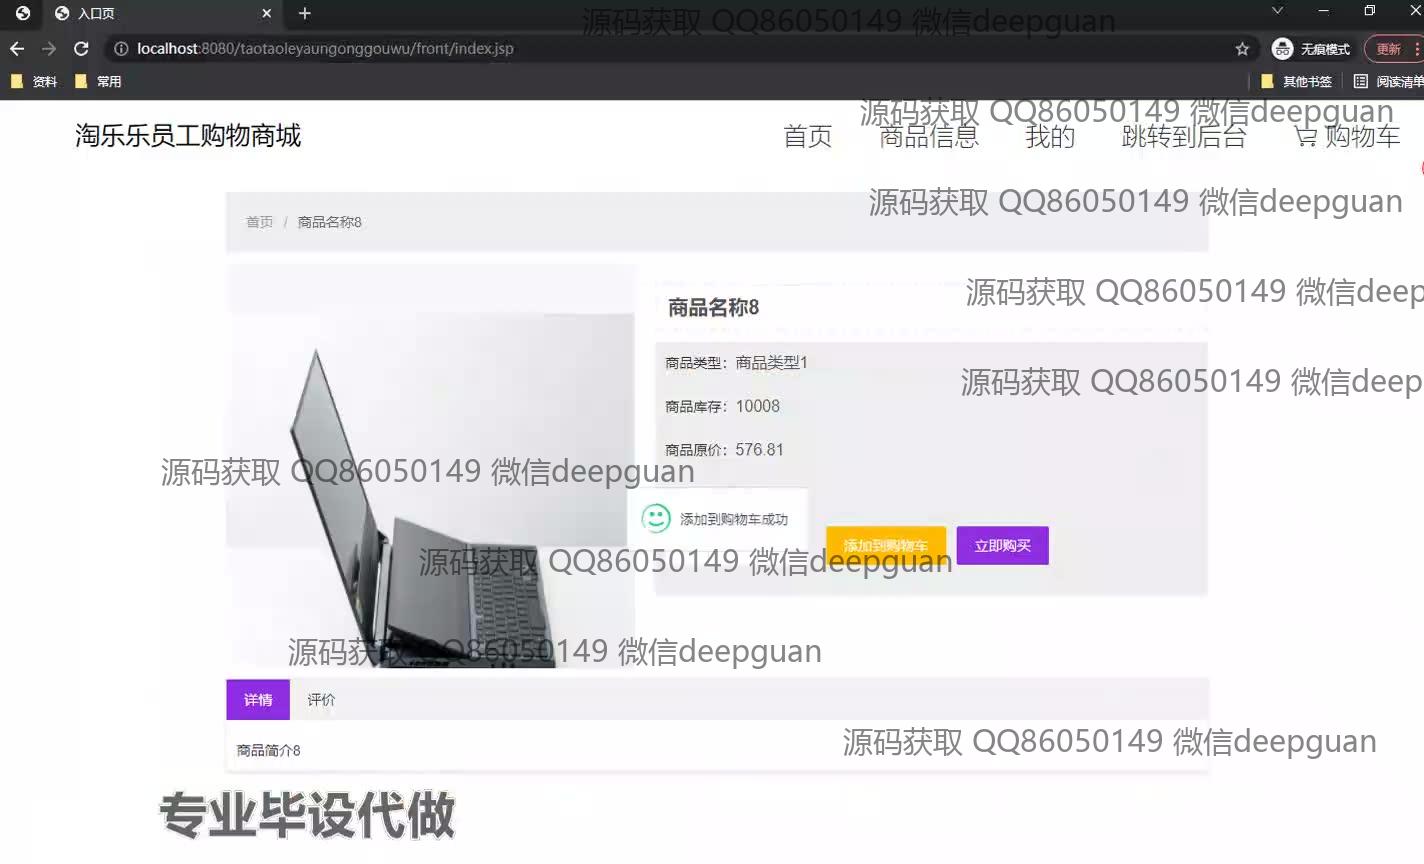 入口页
源码获取 QQ86050149 微信deepguan
localhost:8080/taotaoleyaungonggouwu/front/index.jsp
无痕模式
更新
资料
常用
其他书签
阅读清单
源码获取 QQ86050149 微信deepguan
淘乐乐员工购物商城
首页
商品信息
我的
跳转到后台
购物车
源码获取 QQ86050149 微信deepguan
首页 / 商品名称8
源码获取 QQ86050149 微信deep
商品名称8
商品类型：商品类型1
源码获取 QQ86050149 微信deep
商品库存：10008
商品原价：576.81
源码获取 QQ86050149 微信deepguan
添加到购物车成功
添加到购物车
立即购买
源码获取 QQ86050149 微信deepguan
源码获取 QQ86050149 微信deepguan
详情
评价
源码获取 QQ86050149 微信deepguan
商品简介8
专业毕设代做